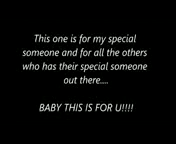 This one is for my special
someone and for all the others
who has their special someone
out there....
BABY THIS IS FOR U!!!!